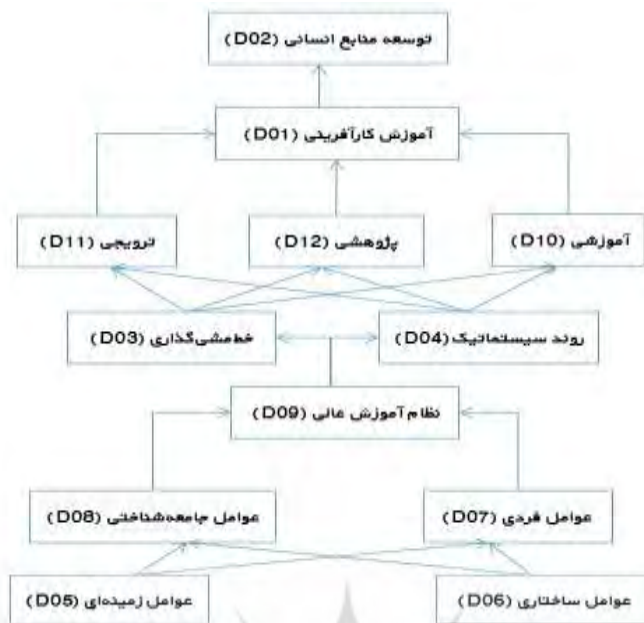 توسعه منابع انسانی (D02)
آموزش کارآفرینی (D01)
آموزشی (D10)
پژوهشی (D12)
ترویجی (D11)
روند سیستماتیک (D04)
خط‌مشی‌گذاری (D03)
نظام آموزش عالی (D09)
عوامل فردی (D07)
عوامل جامعه‌شناختی (D08)
عوامل ساختاری (D06)
عوامل زمینه‌ای (D05)